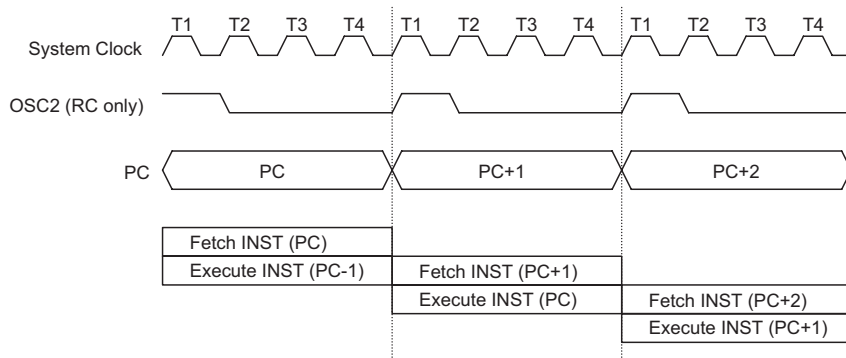 T1 T2 T3 T4 T1 T2 T3 T4 T1 T2 T3 T4
System Clock
OSC2 (RC only)
PC PC PC+1 PC+2
Fetch INST (PC)
Execute INST (PC-1) Fetch INST (PC+1)
Execute INST (PC) Fetch INST (PC+2)
Execute INST (PC+1)